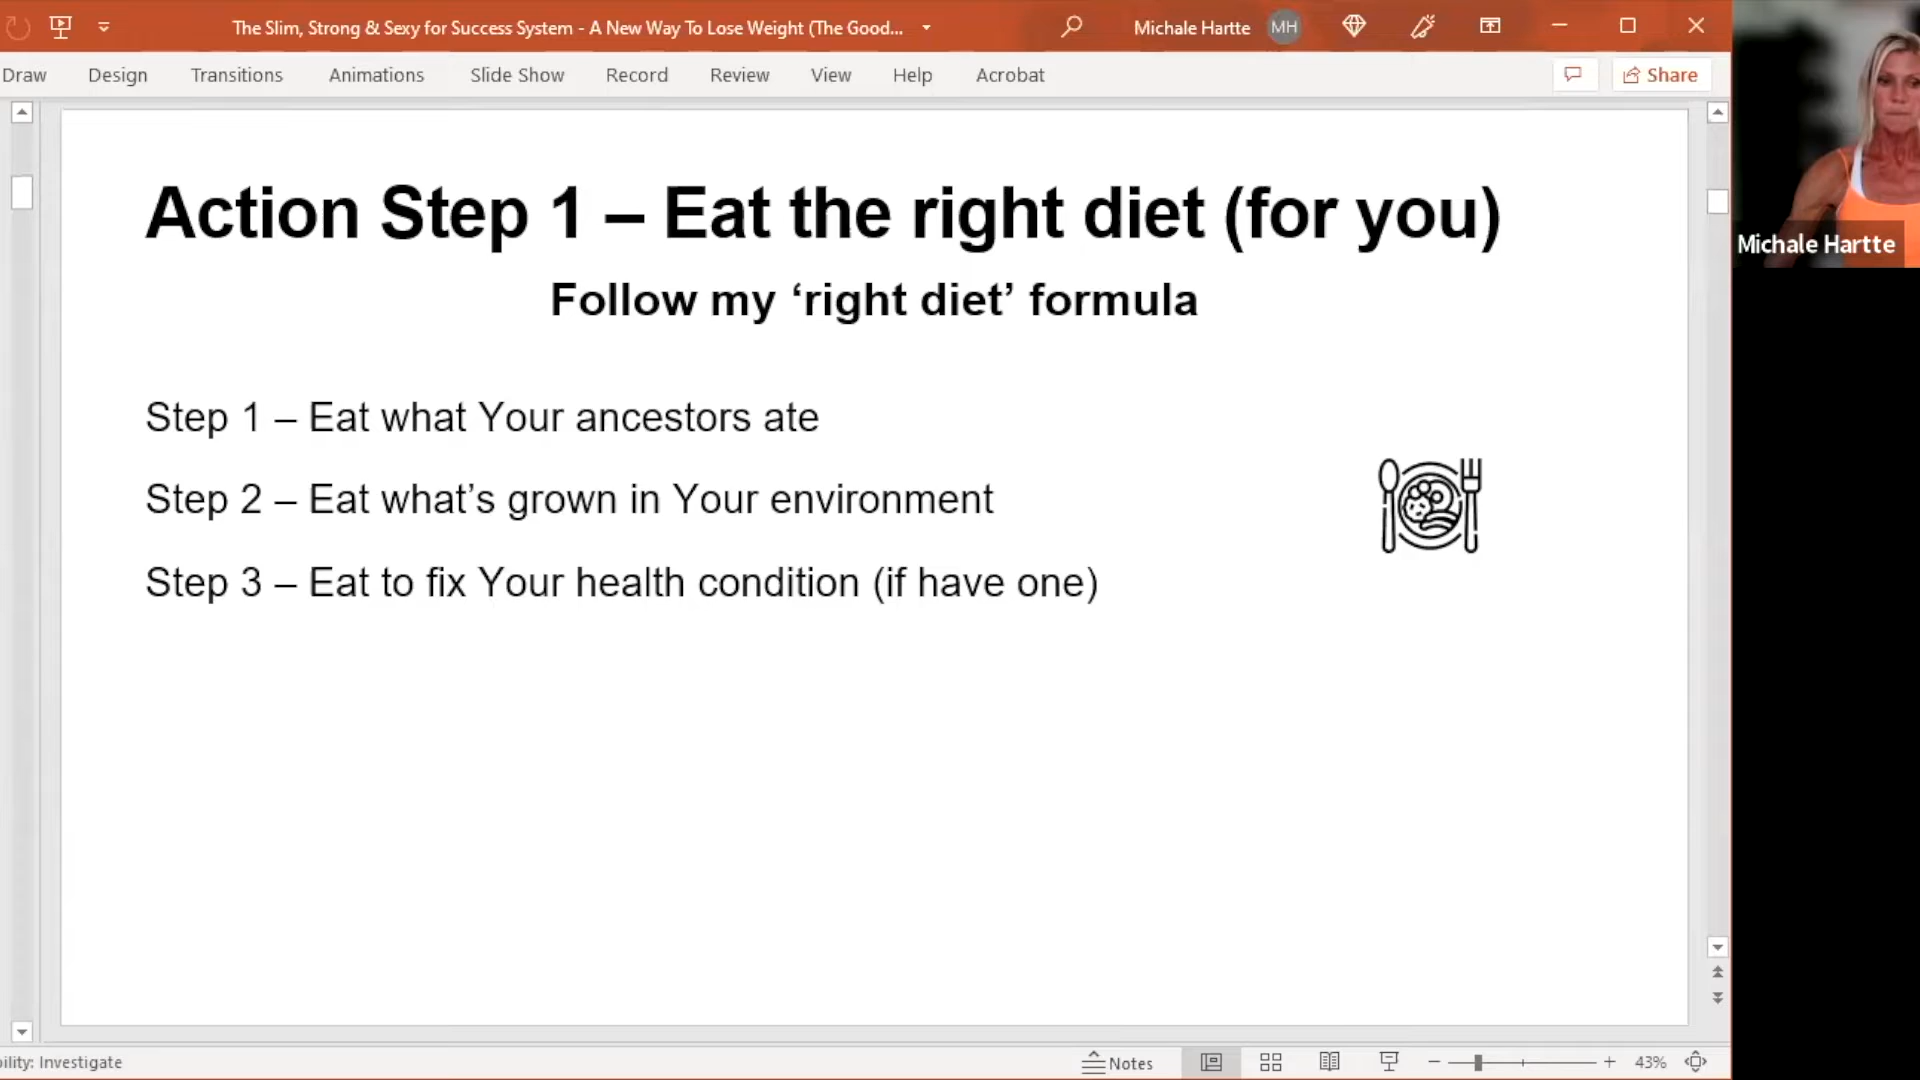 The Slim, Strong & Sexy for Success System - A New Way To Lose Weight (The Good...
Michale Hartte
MH
Draw
Design
Transitions
Animations
Slide Show
Record
Review
View
Help
Acrobat
Share
Michale Hartte
Action Step 1 – Eat the right diet (for you)
Follow my ‘right diet’ formula
Step 1 – Eat what Your ancestors ate
Step 2 – Eat what’s grown in Your environment
Step 3 – Eat to fix Your health condition (if have one)
bility: Investigate
Notes
43%